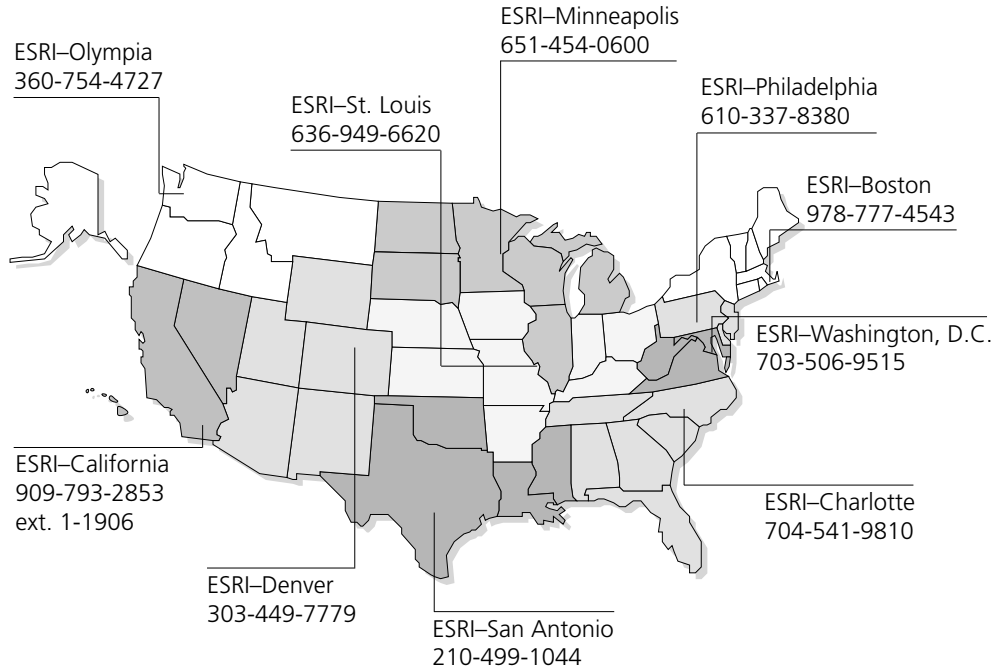 ESRI–Minneapolis
651-454-0600
ESRI–Olympia
360-754-4727
ESRI–St. Louis
636-949-6620
ESRI–Philadelphia
610-337-8380
ESRI–Boston
978-777-4543
ESRI–Washington, D.C.
703-506-9515
ESRI–California
909-793-2853
ext. 1-1906
ESRI–Charlotte
704-541-9810
ESRI–Denver
303-449-7779
ESRI–San Antonio
210-499-1044